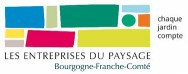 chaque
jardin
compte
LES ENTREPRISES DU PAYSAGE
Bourgogne-Franche-Comté